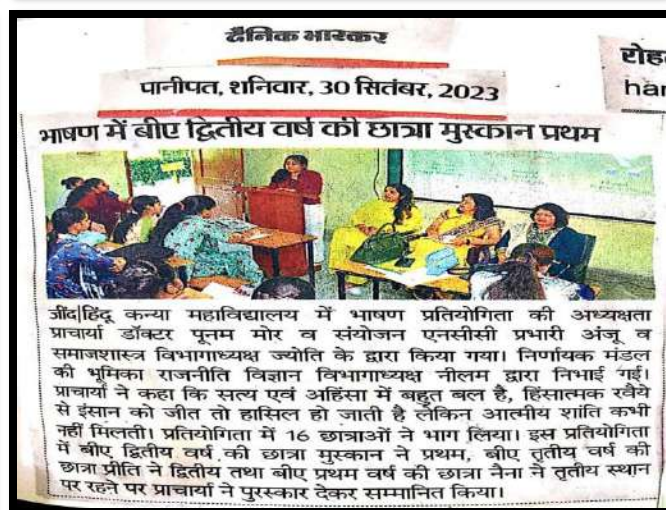 दैनिक भास्कर
रोह
पानीपत, शनिवार, 30 सितंबर, 2023
har
भाषण में बीए द्वितीय वर्ष की छात्रा मुस्कान प्रथम
जींद|हिंदू कन्या महाविद्यालय में भाषण प्रतियोगिता की अध्यक्षता
प्राचार्या डॉक्टर पूनम मोर व संयोजन एनसीसी प्रभारी अंजू व
समाजशास्त्र विभागाध्यक्ष ज्योति के द्वारा किया गया। निर्णायक मंडल
की भूमिका राजनीति विज्ञान विभागाध्यक्ष नीलम द्वारा निभाई गई।
प्राचार्या ने कहा कि सत्य एवं अहिंसा में बहुत बल है, हिंसात्मक रवैये
से इंसान को जीत तो हासिल हो जाती है लेकिन आत्मीय शांति कभी
नहीं मिलती। प्रतियोगिता में 16 छात्राओं ने भाग लिया। इस प्रतियोगिता
में बीए द्वितीय वर्ष की छात्रा मुस्कान ने प्रथम, बीए तृतीय वर्ष की
छात्रा प्रीति ने द्वितीय तथा बीए प्रथम वर्ष की छात्रा नैना ने तृतीय स्थान
पर रहने पर प्राचार्या ने पुरस्कार देकर सम्मानित किया।